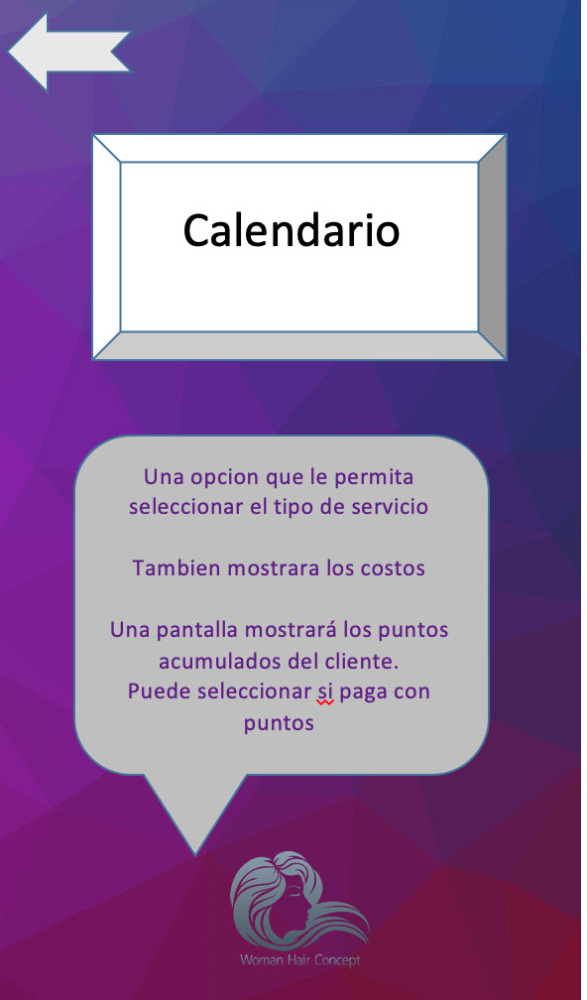 Calendario
Una opcion que le permita
seleccionar el tipo de servicio
Tambien mostrara los costos
Una pantalla mostrará los puntos
acumulados del cliente.
Puede seleccionar si paga con
puntos
Woman Hair Concept